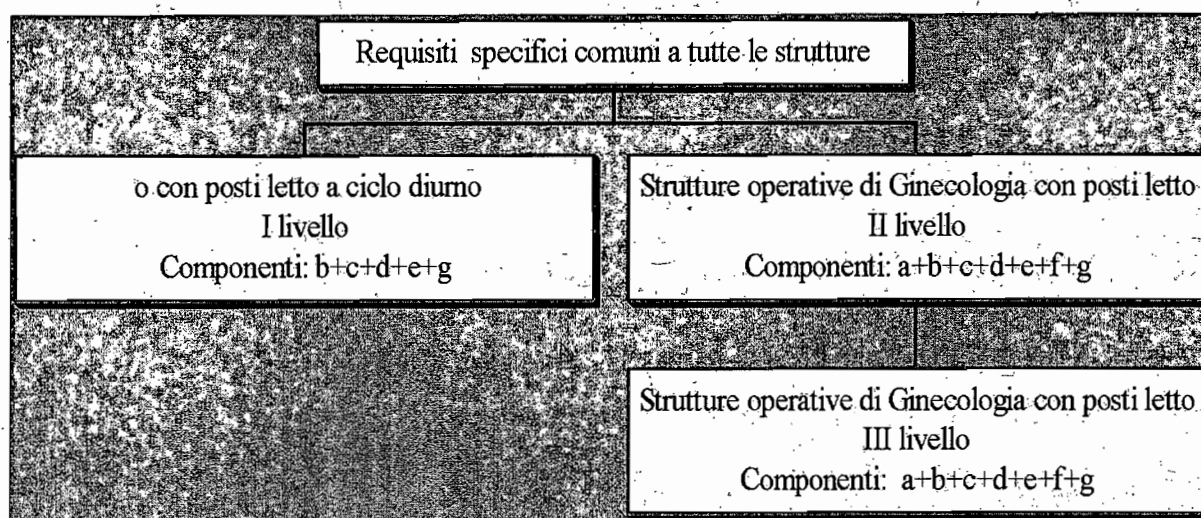 Requisiti specifici comuni a tutte le strutture
o con posti letto a ciclo diurno
I livello
Componenti: b+c+d+e+g
Strutture operative di Ginecologia con posti letto
II livello
Componenti: a+b+c+d+e+f+g
Strutture operative di Ginecologia con posti letto
III livello
Componenti: a+b+c+d+e+f+g